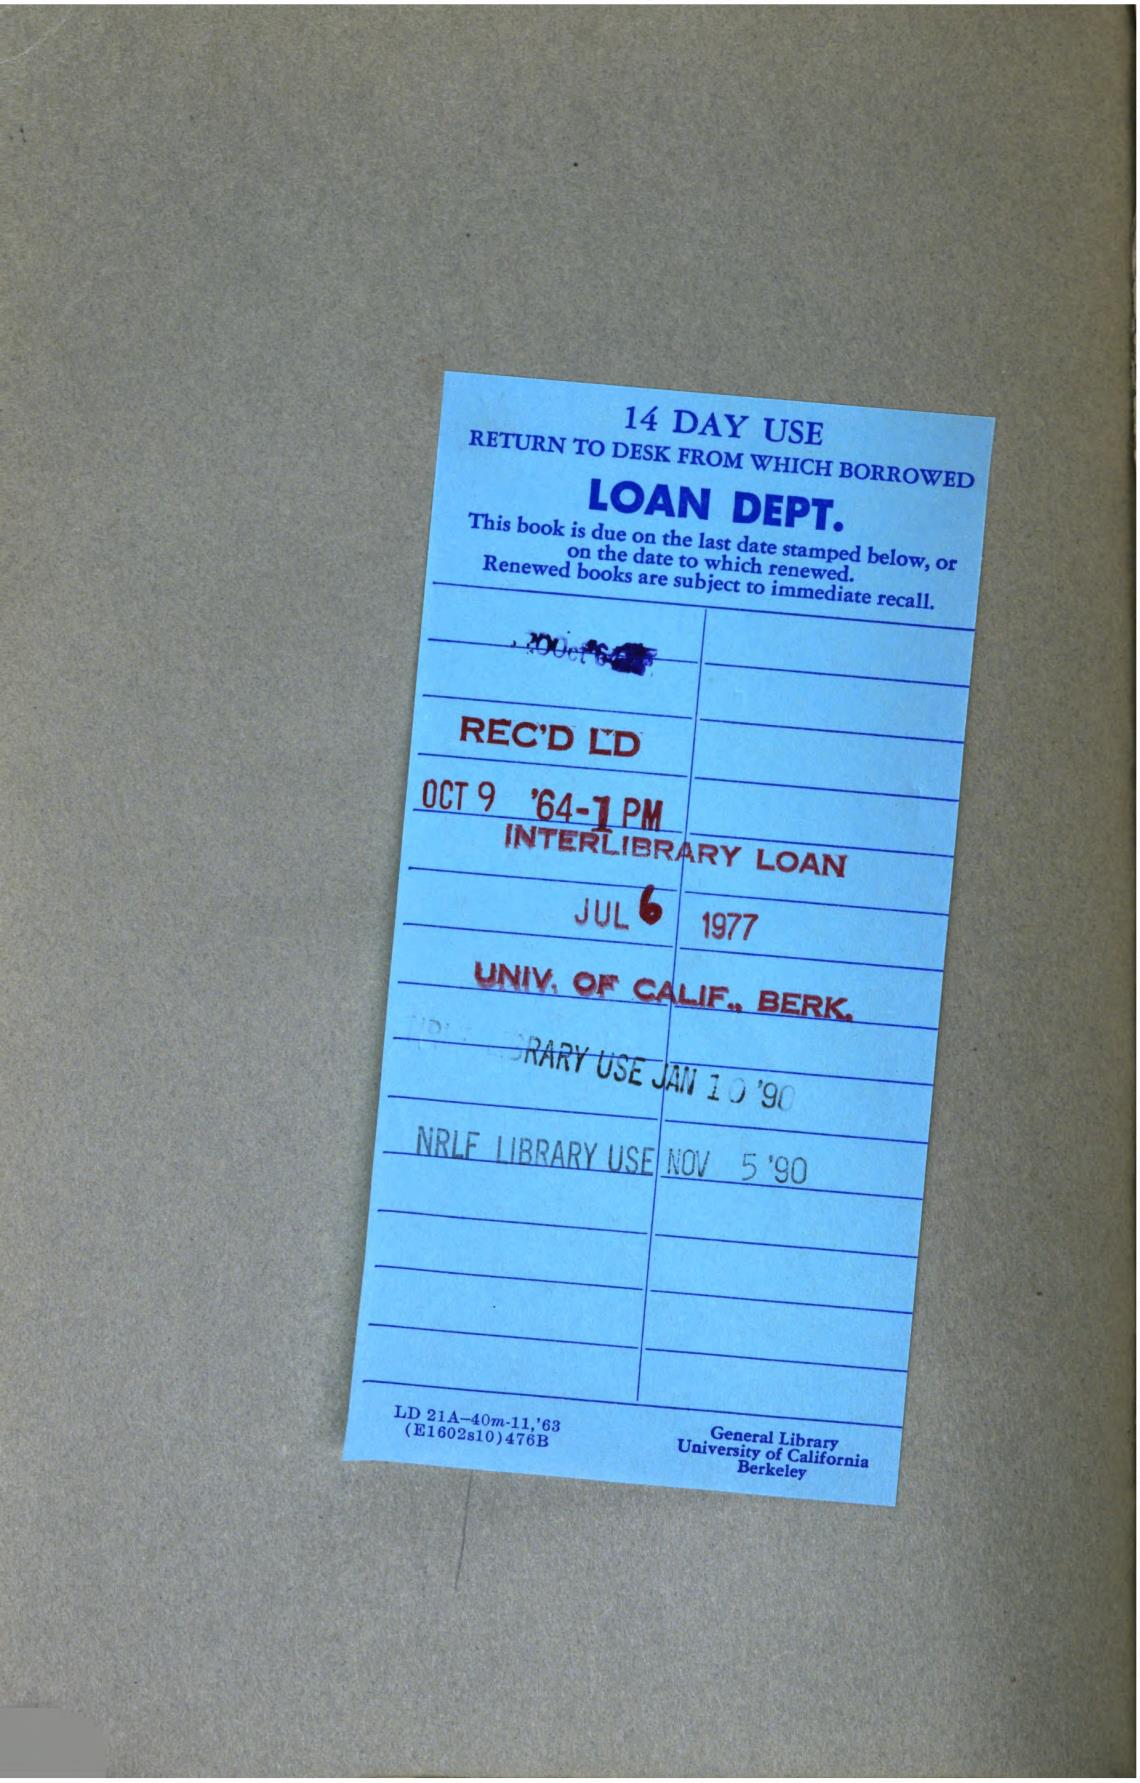 14 DAY USE
RETURN TO DESK FROM WHICH BORROWED
LOAN DEPT.
This book is due on the last date stamped below, or
on the date to which renewed.
Renewed books are subject to immediate recall.
REC'D LD
OCT 9 '64-1 PM
INTERLIBRARY LOAN
JUL 6 1977
UNIV. OF CALIF., BERK.
USE JAN 10 '90
NRLF LIBRARY USE NOV 5 '90
LD 21A–40m-11,'63
(E1602s10)476B
General Library
University of California
Berkeley